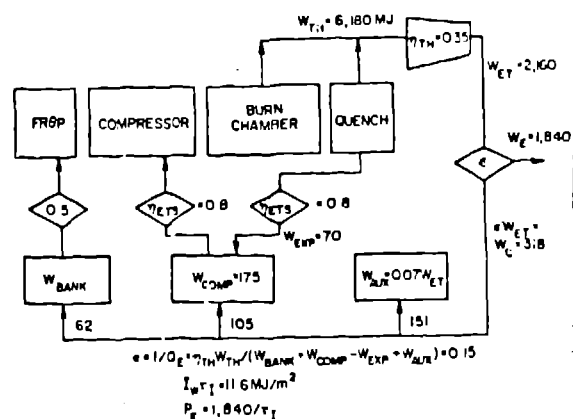 W_TH = 6,180 MJ
η_TH = 0.35
W_ET = 2,160
FRθP
COMPRESSOR
BURN
CHAMBER
QUENCH
W_E = 1,840
ϵ
0.5
η_ETS = 0.8
η_ETS = 0.8
W_EXP = 70
ϵW_ET =
W_C = 318
W_BANK
W_COMP = 175
W_AUX = 0.07W_ET
62
105
151
ϵ = 1/Q_E = η_TH W_TH/(W_BANK + W_COMP - W_EXP + W_AUX) = 0.15
I_w τ_I = 11.6 MJ/m²
P_E = 1,840/τ_I